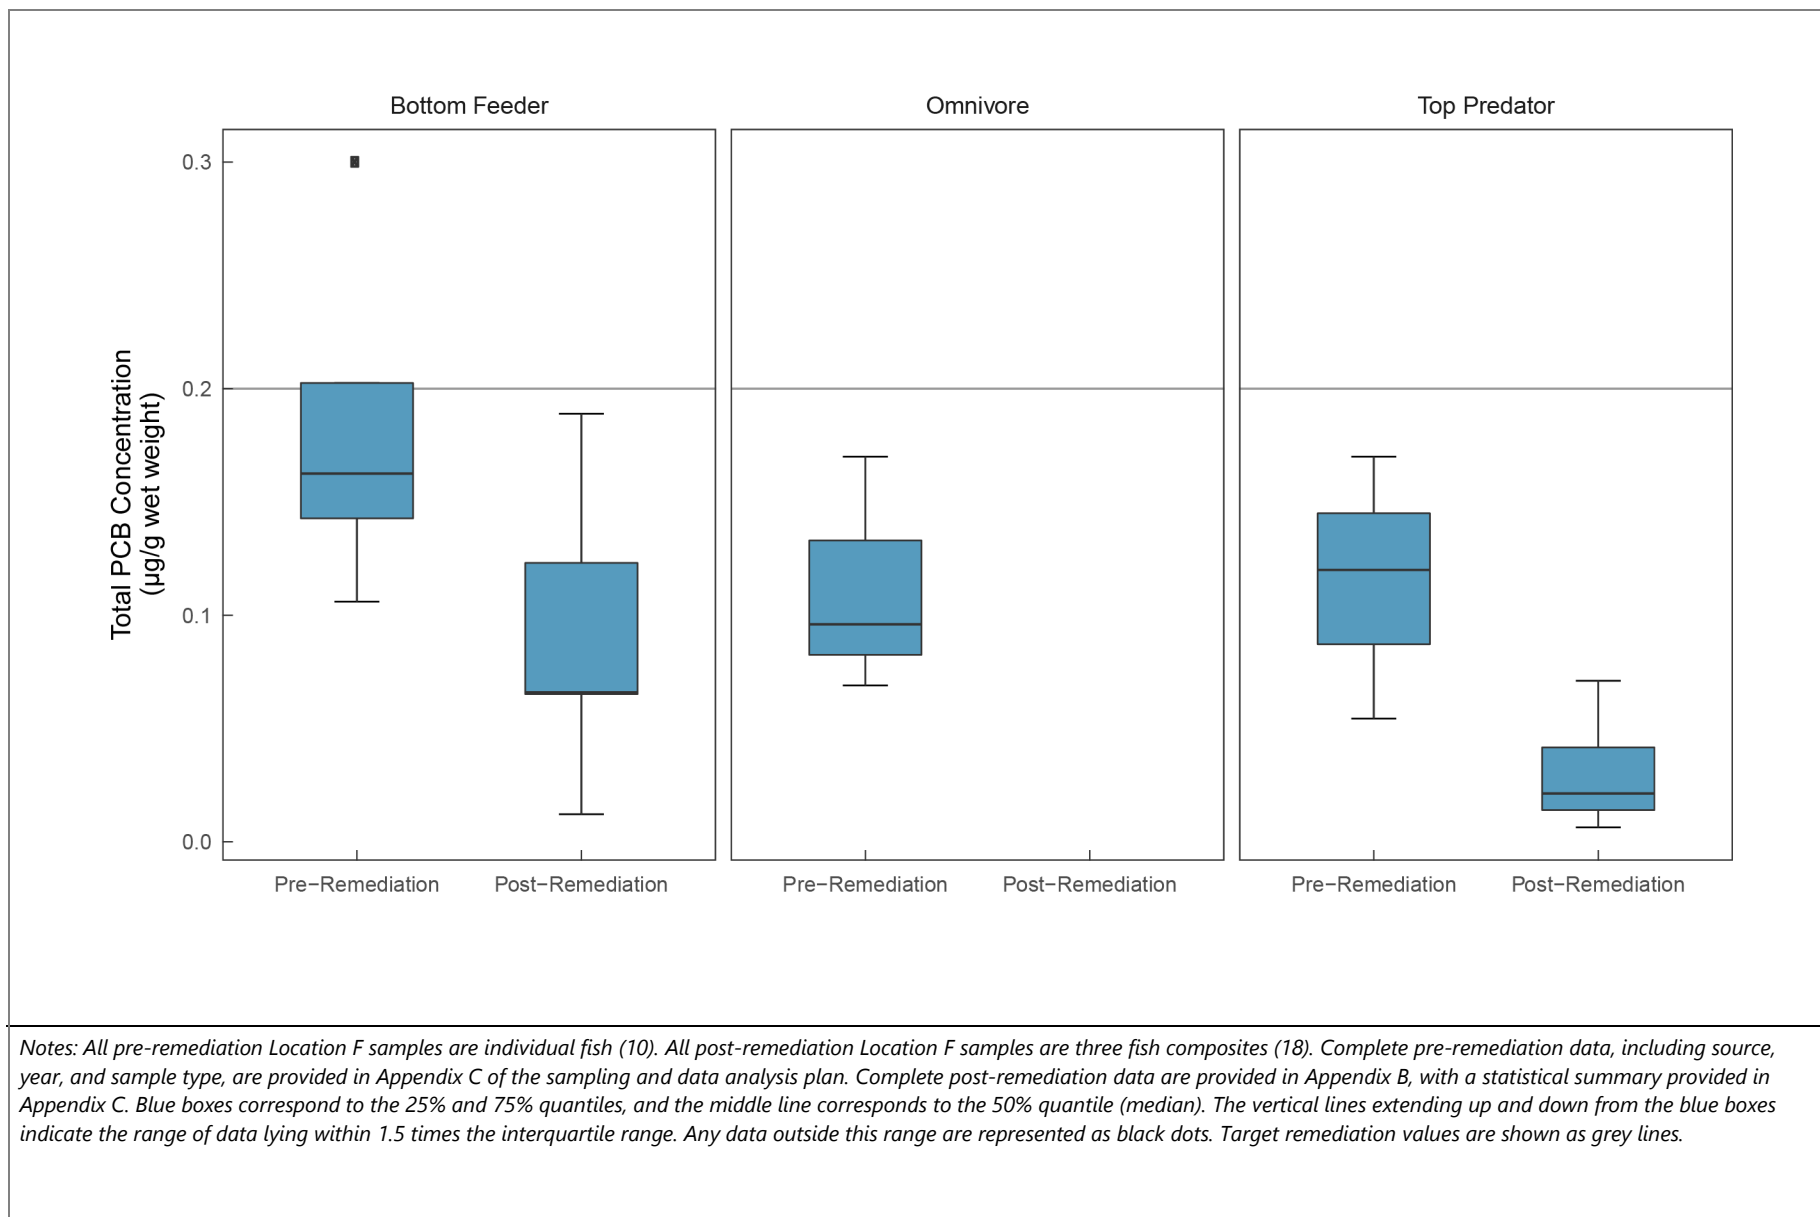 Bottom Feeder
Omnivore
Top Predator
Total PCB Concentration
(µg/g wet weight)
0.3
0.2
0.1
0.0
Pre−Remediation
Post−Remediation
Pre−Remediation
Post−Remediation
Pre−Remediation
Post−Remediation
Notes: All pre-remediation Location F samples are individual fish (10). All post-remediation Location F samples are three fish composites (18). Complete pre-remediation data, including source,
year, and sample type, are provided in Appendix C of the sampling and data analysis plan. Complete post-remediation data are provided in Appendix B, with a statistical summary provided in
Appendix C. Blue boxes correspond to the 25% and 75% quantiles, and the middle line corresponds to the 50% quantile (median). The vertical lines extending up and down from the blue boxes
indicate the range of data lying within 1.5 times the interquartile range. Any data outside this range are represented as black dots. Target remediation values are shown as grey lines.